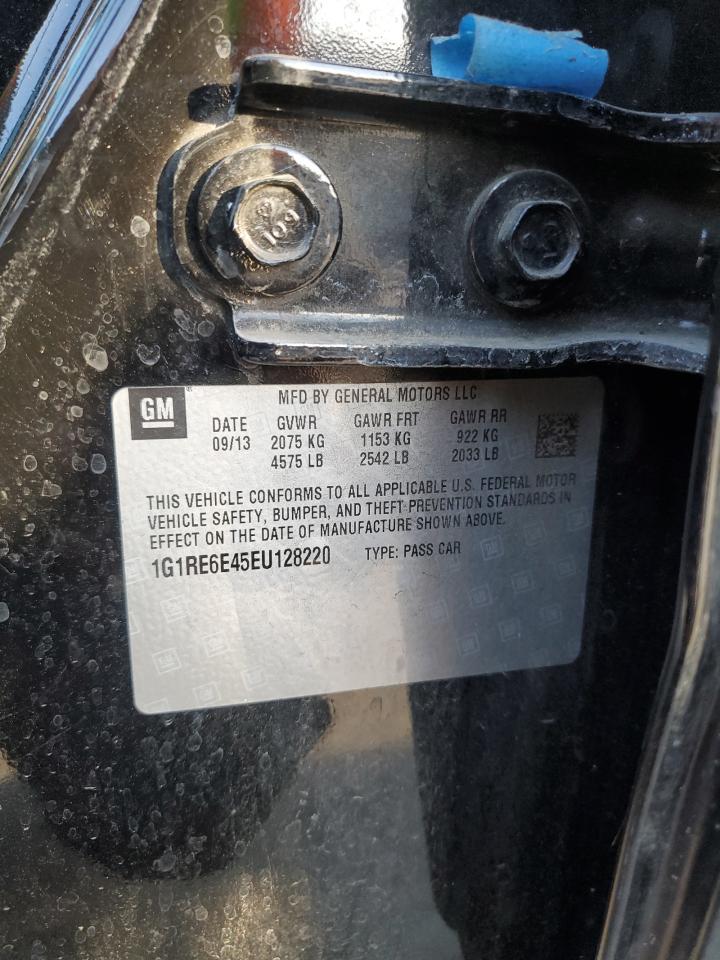 109
GM
MFD BY GENERAL MOTORS LLC
DATE GVWR GAWR FRT GAWR RR
09/13 2075 KG 1153 KG 922 KG
4575 LB 2542 LB 2033 LB
THIS VEHICLE CONFORMS TO ALL APPLICABLE U.S. FEDERAL MOTOR
VEHICLE SAFETY, BUMPER, AND THEFT PREVENTION STANDARDS IN
EFFECT ON THE DATE OF MANUFACTURE SHOWN ABOVE.
1G1RE6E45EU128220 TYPE: PASS CAR